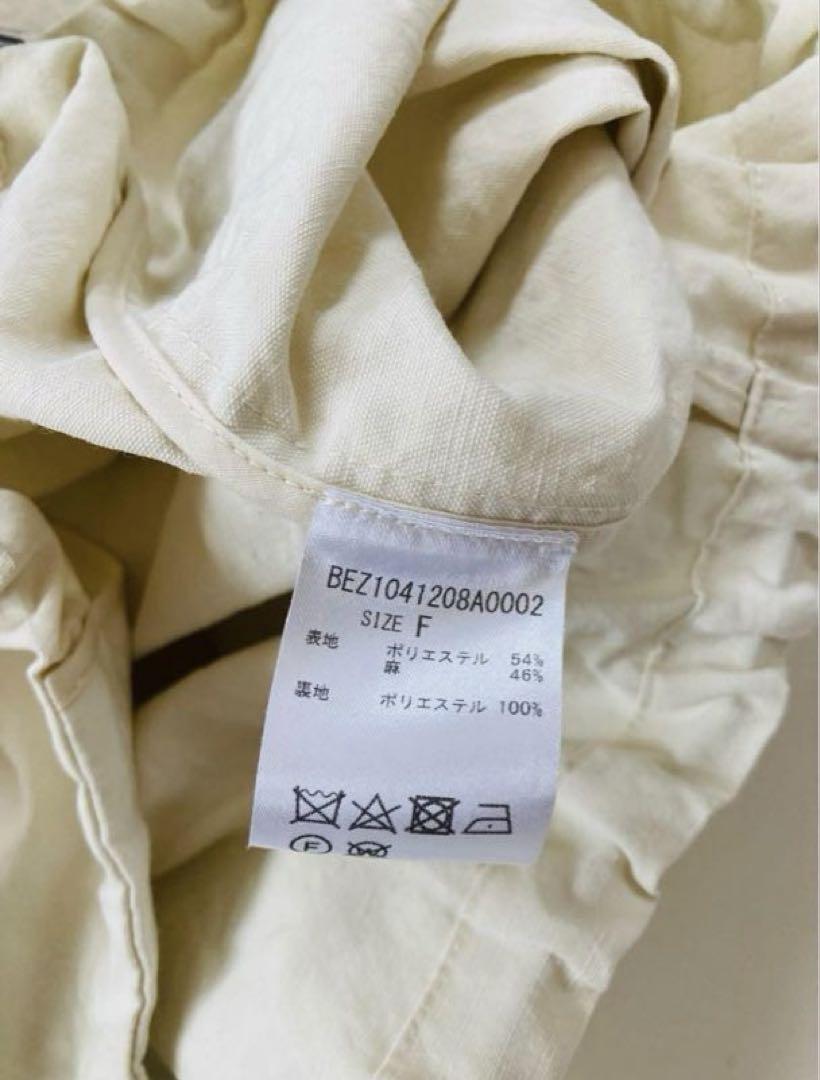 BEZ1041208A0002
SIZE F
表地 ポリエステル 54%
麻 46%
裏地 ポリエステル 100%
F W